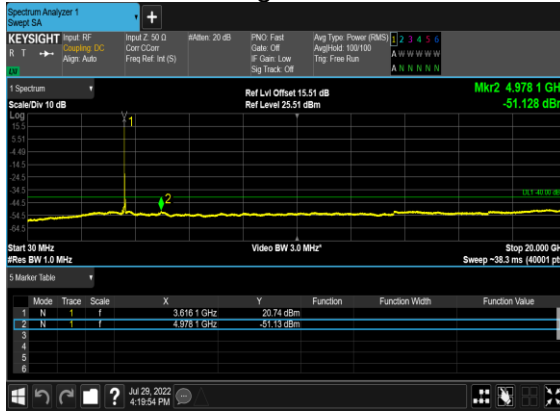 Spectrum Analyzer 1
Swept SA
+
KEYSIGHT Input: RF Input Z: 50 Ω #Atten: 20 dB PNO: Fast Avg Type: Power (RMS) 1 2 3 4 5 6
R T Coupling: DC Corr CCorr Gate: Off Avg|Hold: 100/100 A W W W W W
Align: Auto Freq Ref: Int (S) IF Gain: Low Trig: Free Run
Sig Track: Off A N N N N N
LU
1 Spectrum Ref Lvl Offset 15.51 dB Mkr2 4.978 1 GH
Scale/Div 10 dB Ref Level 25.51 dBm -51.128 dBr
Log
15.5 1
5.51
-4.49
-14.5
-24.5
-34.5 DL1 -40.00 dB
-44.5 2
-54.5
-64.5
Start 30 MHz Video BW 3.0 MHz* Stop 20.000 GH
#Res BW 1.0 MHz Sweep ~38.3 ms (40001 pt
5 Marker Table
Mode Trace Scale X Y Function Function Width Function Value
1 N 1 f 3.616 1 GHz 20.74 dBm
2 N 1 f 4.978 1 GHz -51.13 dBm
3
4
5
6
? Jul 29, 2022
4:19:54 PM